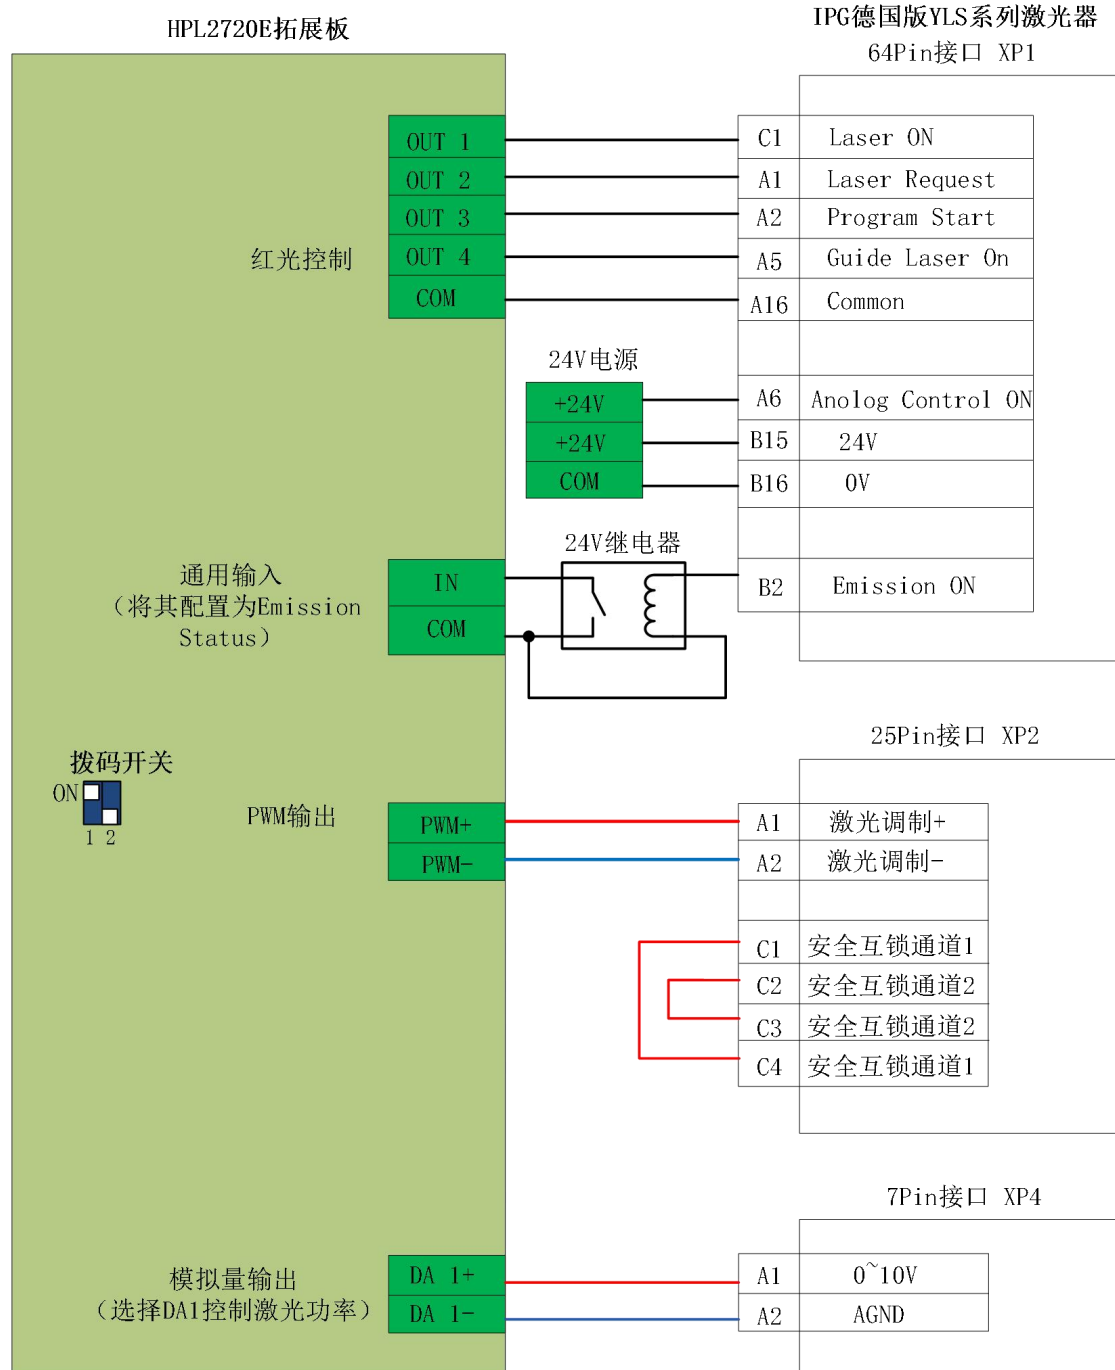 HPL2720E拓展板
IPG德国版YLS系列激光器
64Pin接口 XP1
OUT 1
C1
Laser ON
OUT 2
A1
Laser Request
OUT 3
A2
Program Start
红光控制
OUT 4
A5
Guide Laser On
COM
A16
Common
24V电源
+24V
A6
Anolog Control ON
+24V
B15
24V
COM
B16
0V
24V继电器
通用输入
(将其配置为Emission
Status)
IN
COM
B2
Emission ON
25Pin接口 XP2
拨码开关
ON
1 2
PWM输出
PWM+
A1
激光调制+
PWM-
A2
激光调制-
C1
安全互锁通道1
C2
安全互锁通道2
C3
安全互锁通道2
C4
安全互锁通道1
7Pin接口 XP4
模拟量输出
(选择DA1控制激光功率)
DA 1+
A1
0~10V
DA 1-
A2
AGND